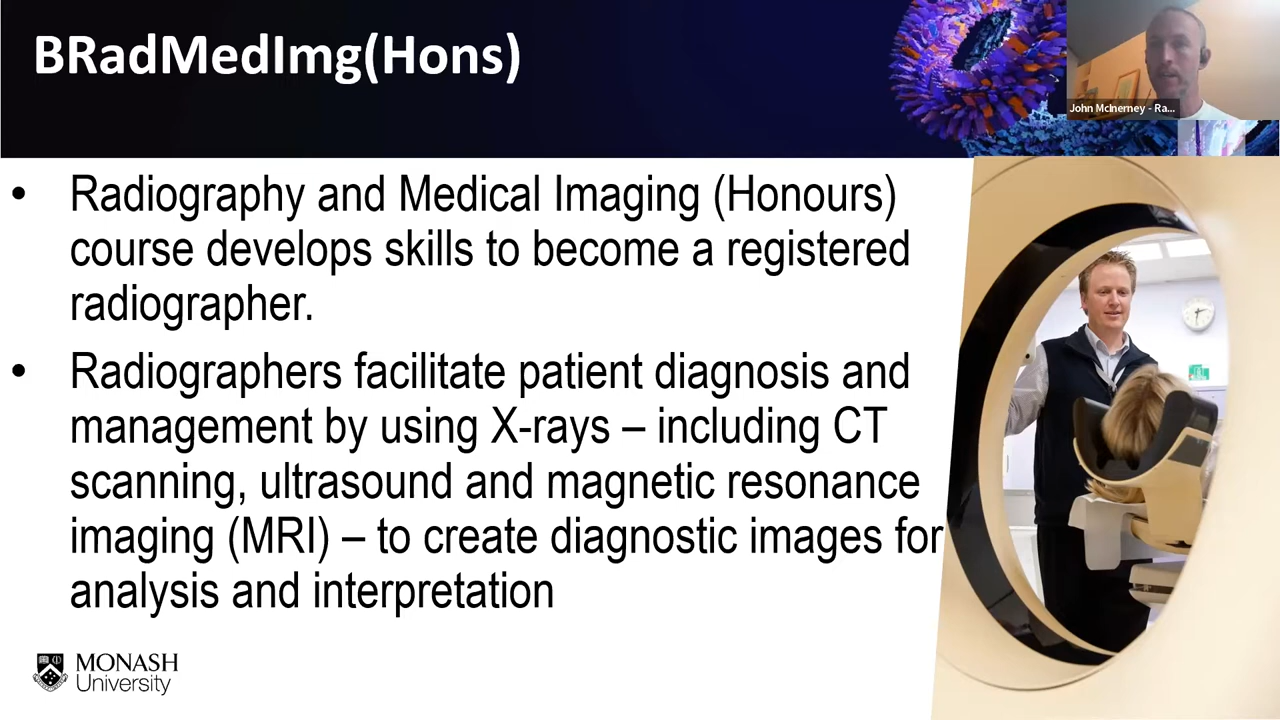 BRadMedImg(Hons)
John McInerney - Ra...
• Radiography and Medical Imaging (Honours)
course develops skills to become a registered
radiographer.
• Radiographers facilitate patient diagnosis and
management by using X-rays – including CT
scanning, ultrasound and magnetic resonance
imaging (MRI) – to create diagnostic images for
analysis and interpretation
MONASH
University